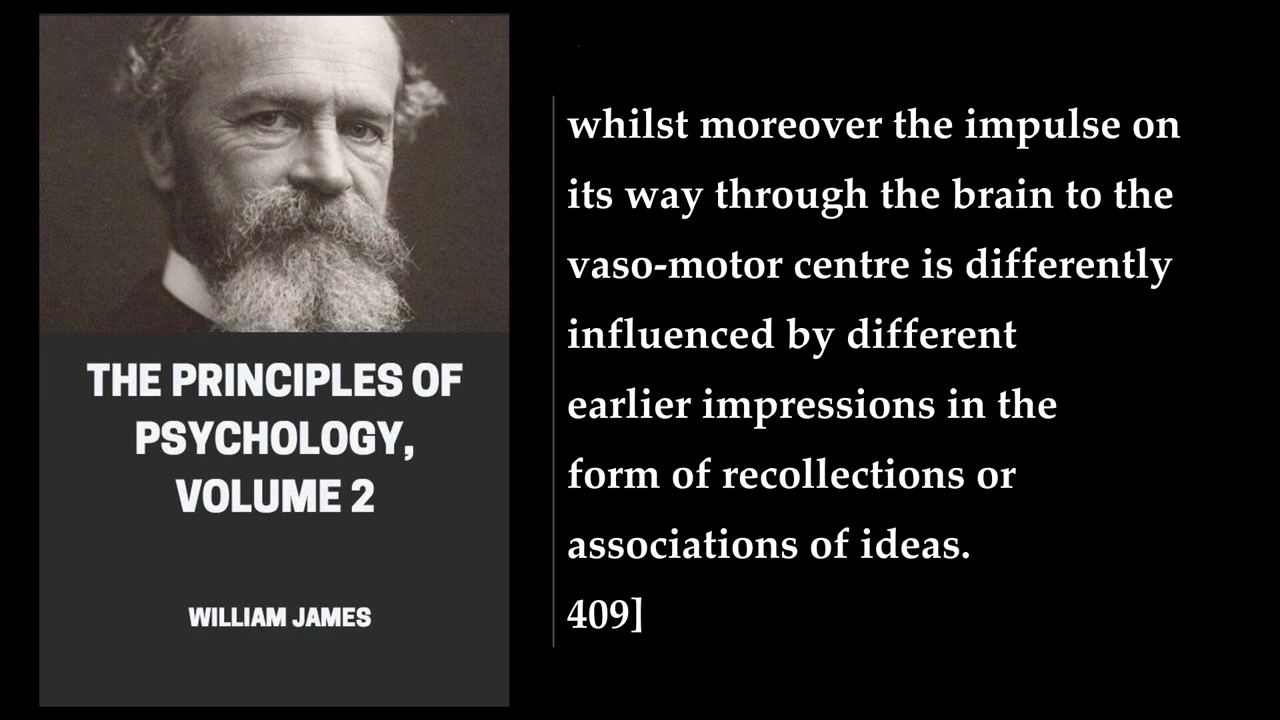 THE PRINCIPLES OF
PSYCHOLOGY,
VOLUME 2
WILLIAM JAMES
whilst moreover the impulse on
its way through the brain to the
vaso-motor centre is differently
influenced by different
earlier impressions in the
form of recollections or
associations of ideas.
409]